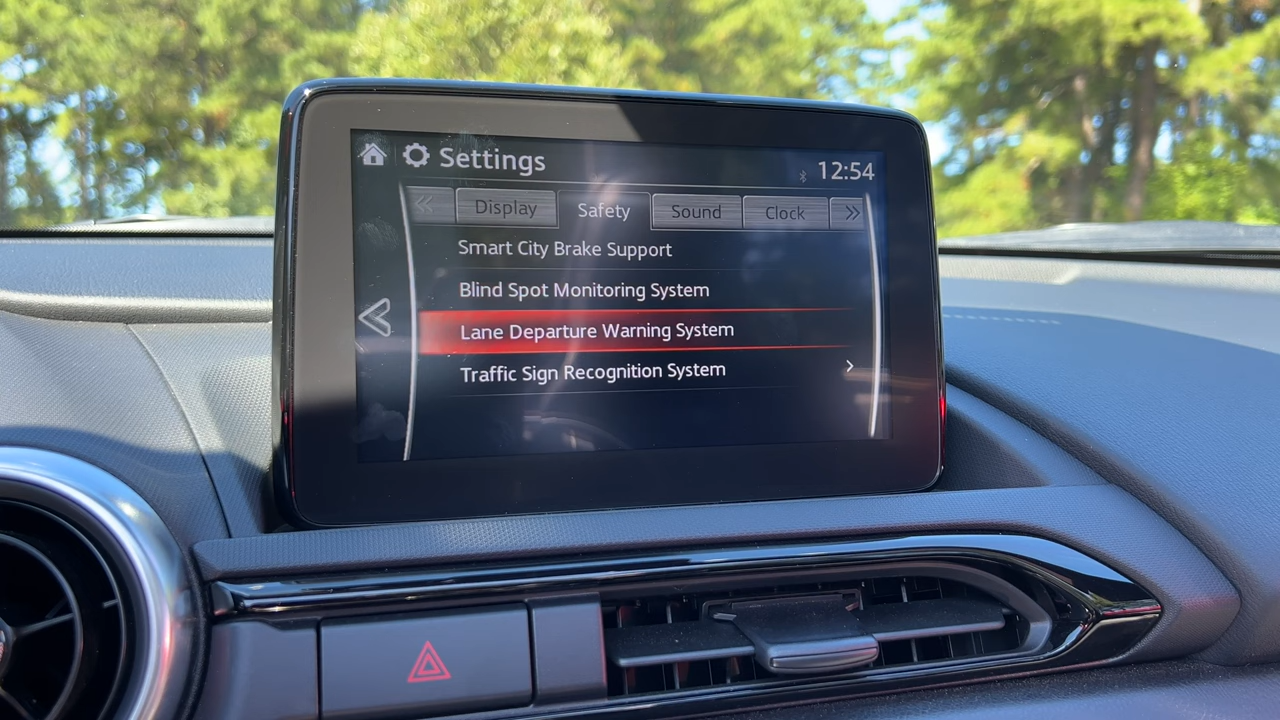 Settings
12:54
Display Safety Sound Clock
Smart City Brake Support
Blind Spot Monitoring System
Lane Departure Warning System
Traffic Sign Recognition System